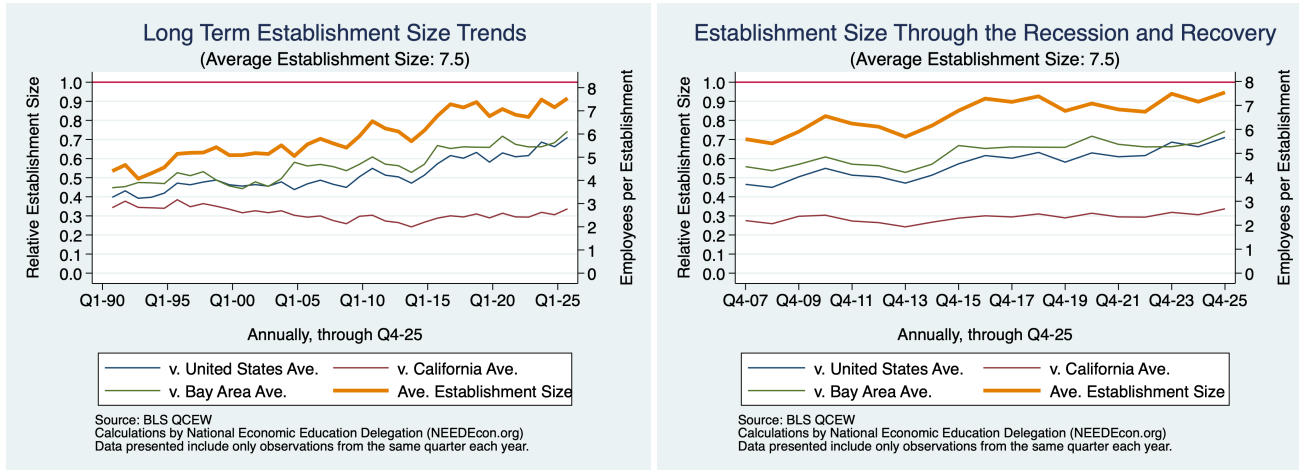 Long Term Establishment Size Trends
(Average Establishment Size: 7.5)
Relative Establishment Size
1.0
0.9
0.8
0.7
0.6
0.5
0.4
0.3
0.2
0.1
0.0
8
7
6
5
4
3
2
1
0
Employees per Establishment
Q1-90 Q1-95 Q1-00 Q1-05 Q1-10 Q1-15 Q1-20 Q1-25
Annually, through Q4-25
v. United States Ave. v. California Ave.
v. Bay Area Ave. Ave. Establishment Size
Source: BLS QCEW
Calculations by National Economic Education Delegation (NEEDEcon.org)
Data presented include only observations from the same quarter each year.
Establishment Size Through the Recession and Recovery
(Average Establishment Size: 7.5)
Relative Establishment Size
1.0
0.9
0.8
0.7
0.6
0.5
0.4
0.3
0.2
0.1
0.0
8
7
6
5
4
3
2
1
0
Employees per Establishment
Q4-07 Q4-09 Q4-11 Q4-13 Q4-15 Q4-17 Q4-19 Q4-21 Q4-23 Q4-25
Annually, through Q4-25
v. United States Ave. v. California Ave.
v. Bay Area Ave. Ave. Establishment Size
Source: BLS QCEW
Calculations by National Economic Education Delegation (NEEDEcon.org)
Data presented include only observations from the same quarter each year.